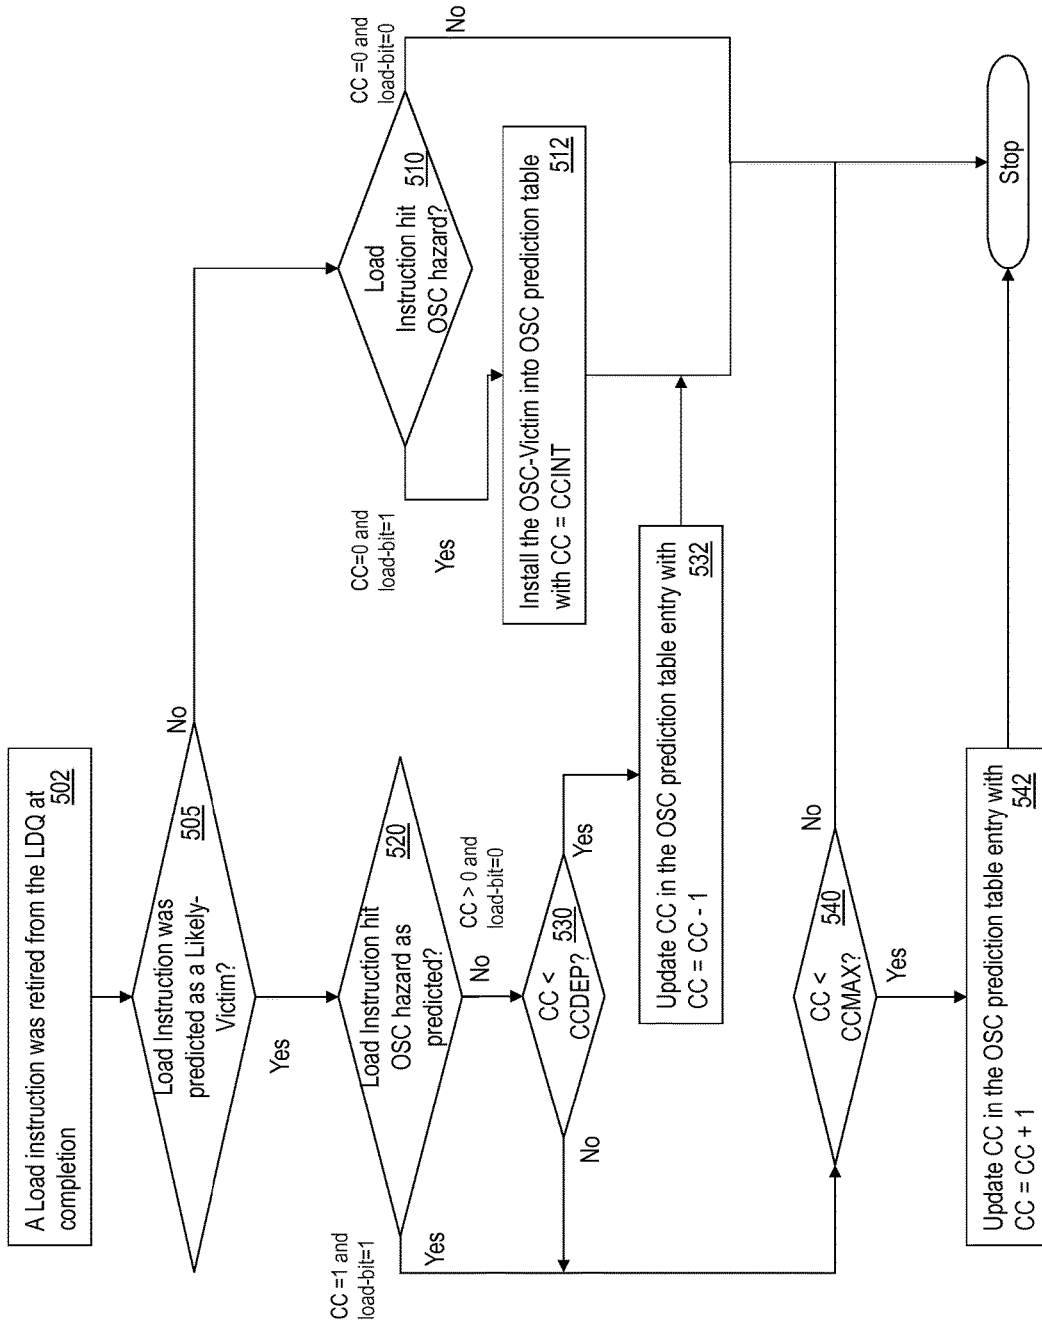 A Load instruction was retired from the LDQ at
completion 502
Load Instruction was
predicted as a Likely-
Victim?
505
No
Yes
Load
Instruction hit
OSC hazard?
510
CC =0 and
load-bit=0
No
CC=0 and
load-bit=1
Yes
Install the OSC-Victim into OSC prediction table
with CC = CCINT 512
Load Instruction hit
OSC hazard as
predicted?
520
CC =1 and
load-bit=1
Yes
CC > 0 and
load-bit=0
No
CC <
CCDEP?
530
Yes
No
Update CC in the OSC prediction table entry with
CC = CC - 1 532
CC <
CCMAX?
540
No
Yes
Update CC in the OSC prediction table entry with
CC = CC + 1 542
Stop